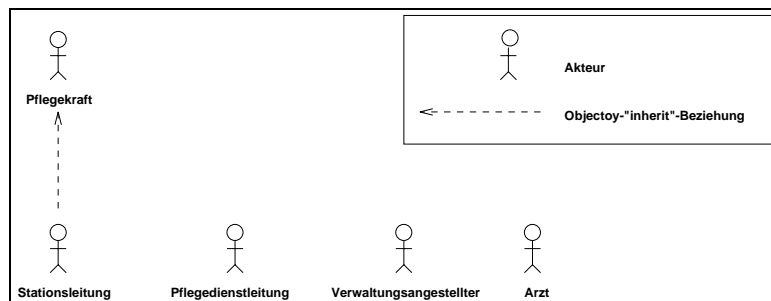 Akteur
Pflegekraft
Objectoy-"inherit"-Beziehung
Stationsleitung
Pflegedienstleitung
Verwaltungsangestellter
Arzt